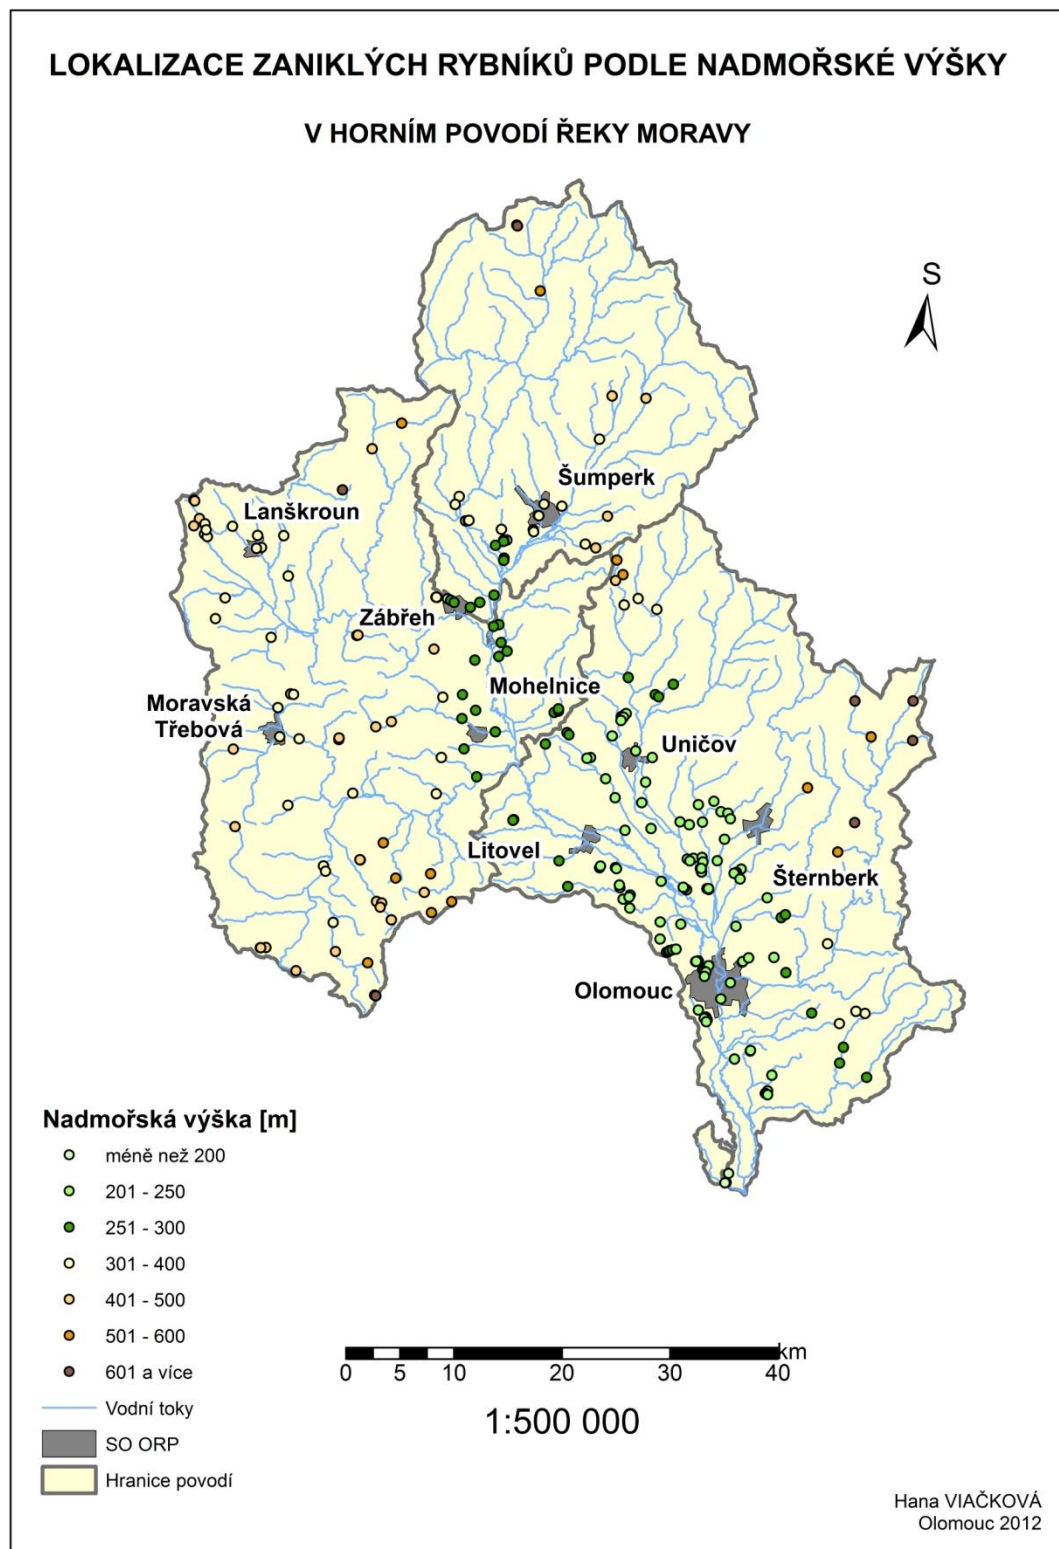 LOKALIZACE ZANIKLÝCH RYBNÍKŮ PODLE NADMOŘSKÉ VÝŠKY
V HORNÍM POVODÍ ŘEKY MORAVY
S
Šumperk
Lanškroun
Zábřeh
Mohelnice
Moravská
Třebová
Uničov
Litovel
Šternberk
Olomouc
Nadmořská výška [m]
méně než 200
201 - 250
251 - 300
301 - 400
401 - 500
501 - 600
601 a více
Vodní toky
SO ORP
Hranice povodí
km
0 5 10 20 30 40
1:500 000
Hana VIAČKOVÁ
Olomouc 2012